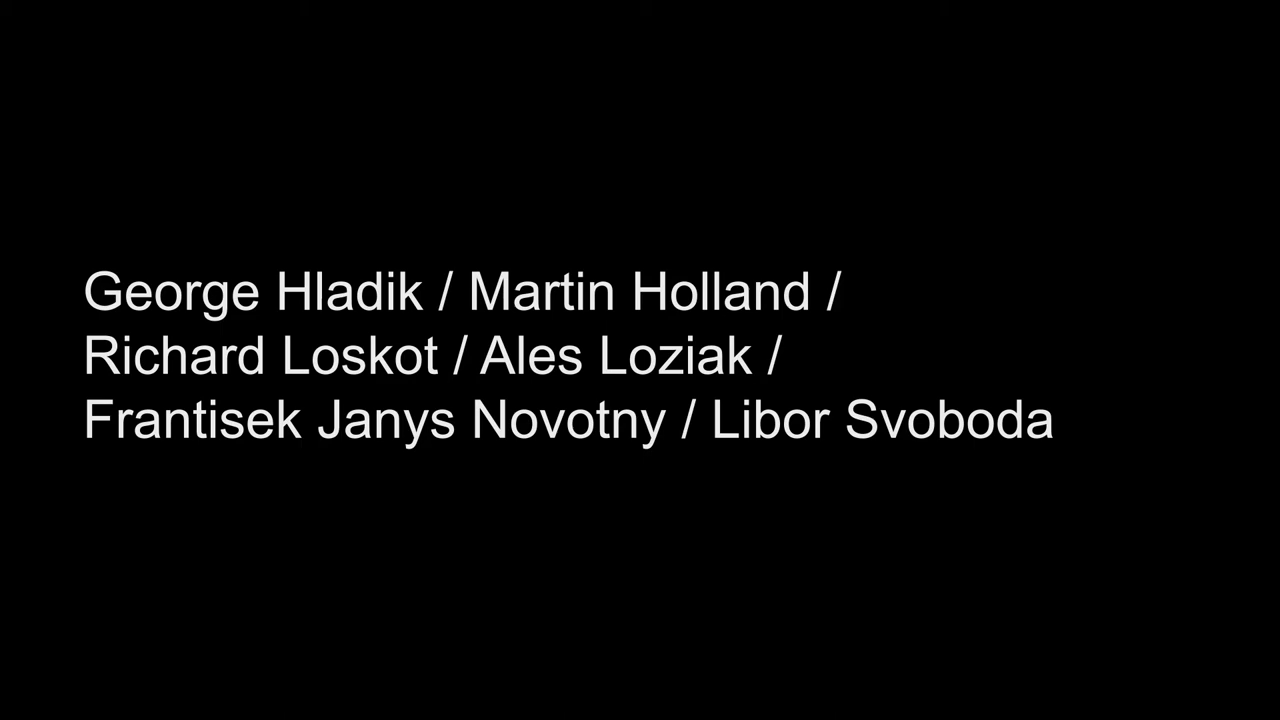 George Hladik / Martin Holland /
Richard Loskot / Ales Loziak /
Frantisek Janys Novotny / Libor Svoboda